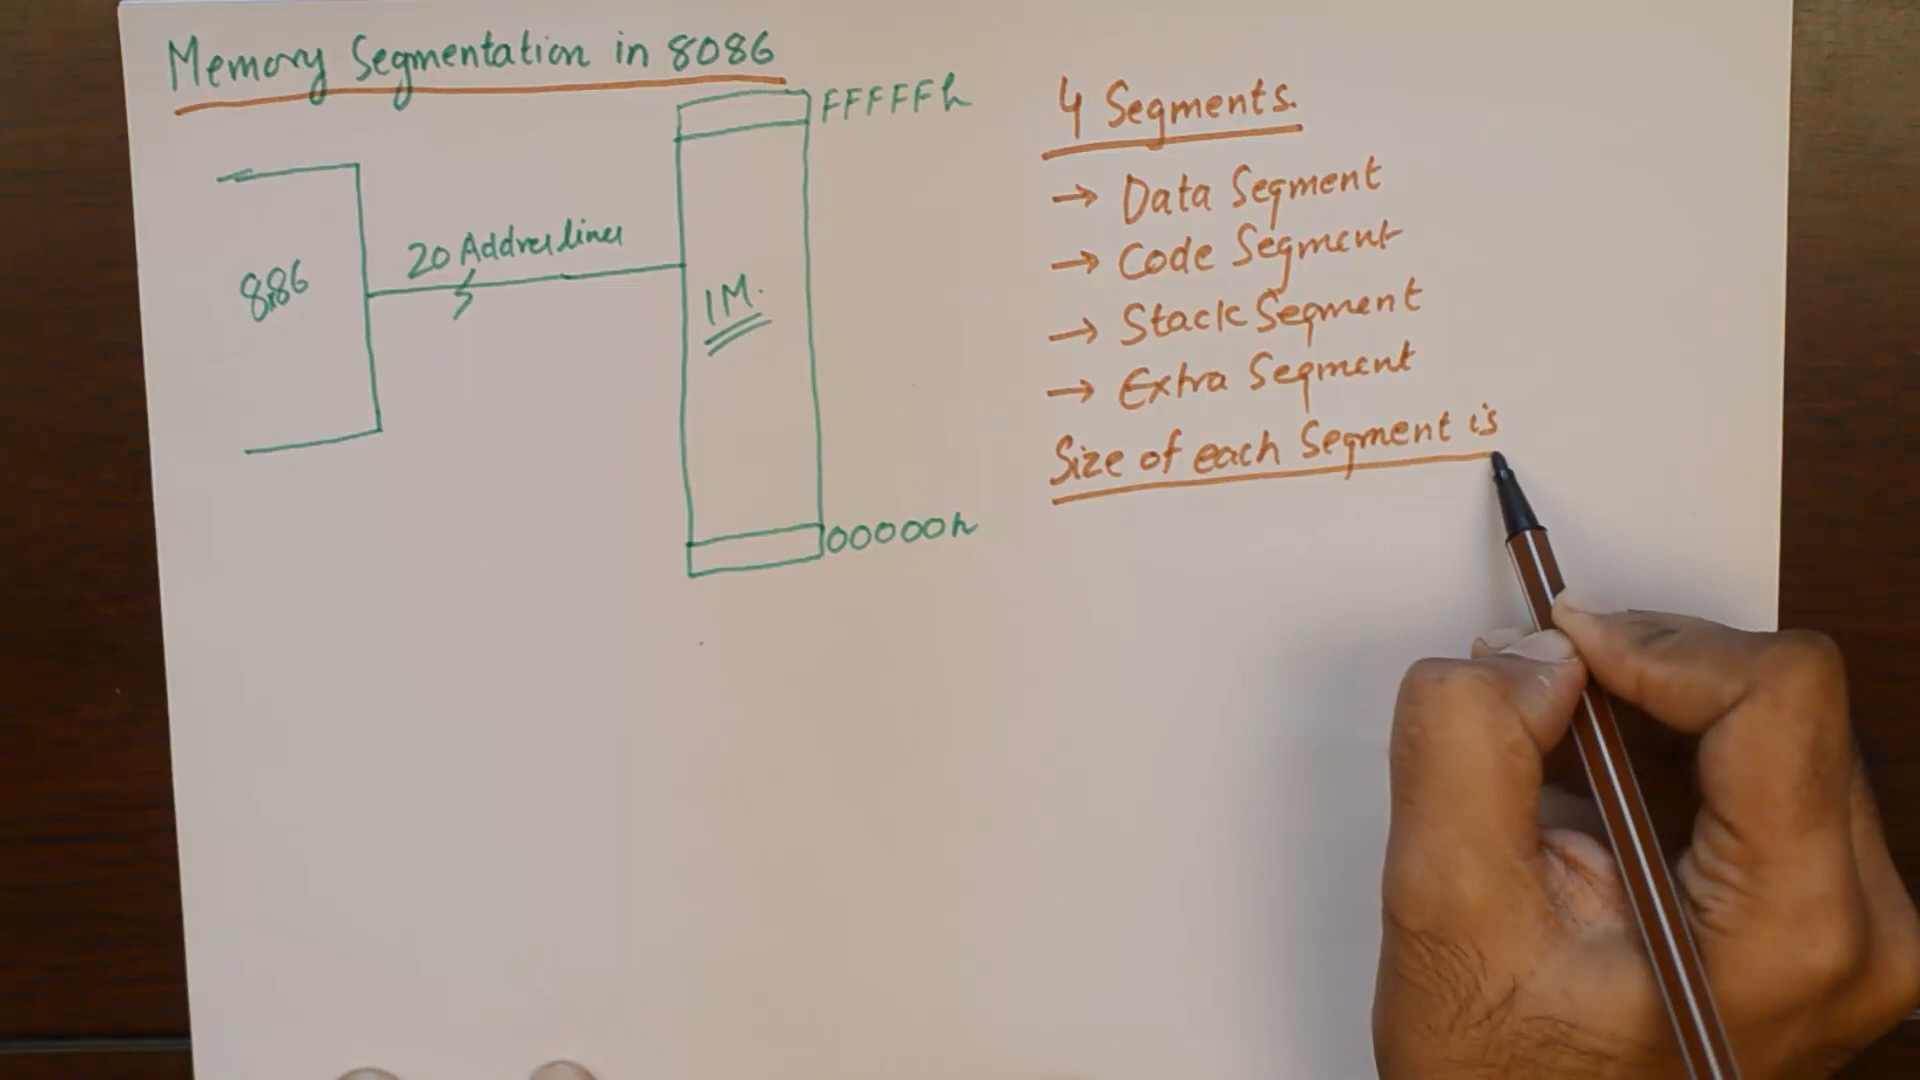 Memory Segmentation in 8086
FFFFFh
8086
20 Address lines
1M.
00000h
4 Segments.
→ Data Segment
→ Code Segment
→ Stack Segment
→ Extra Segment
Size of each Segment is